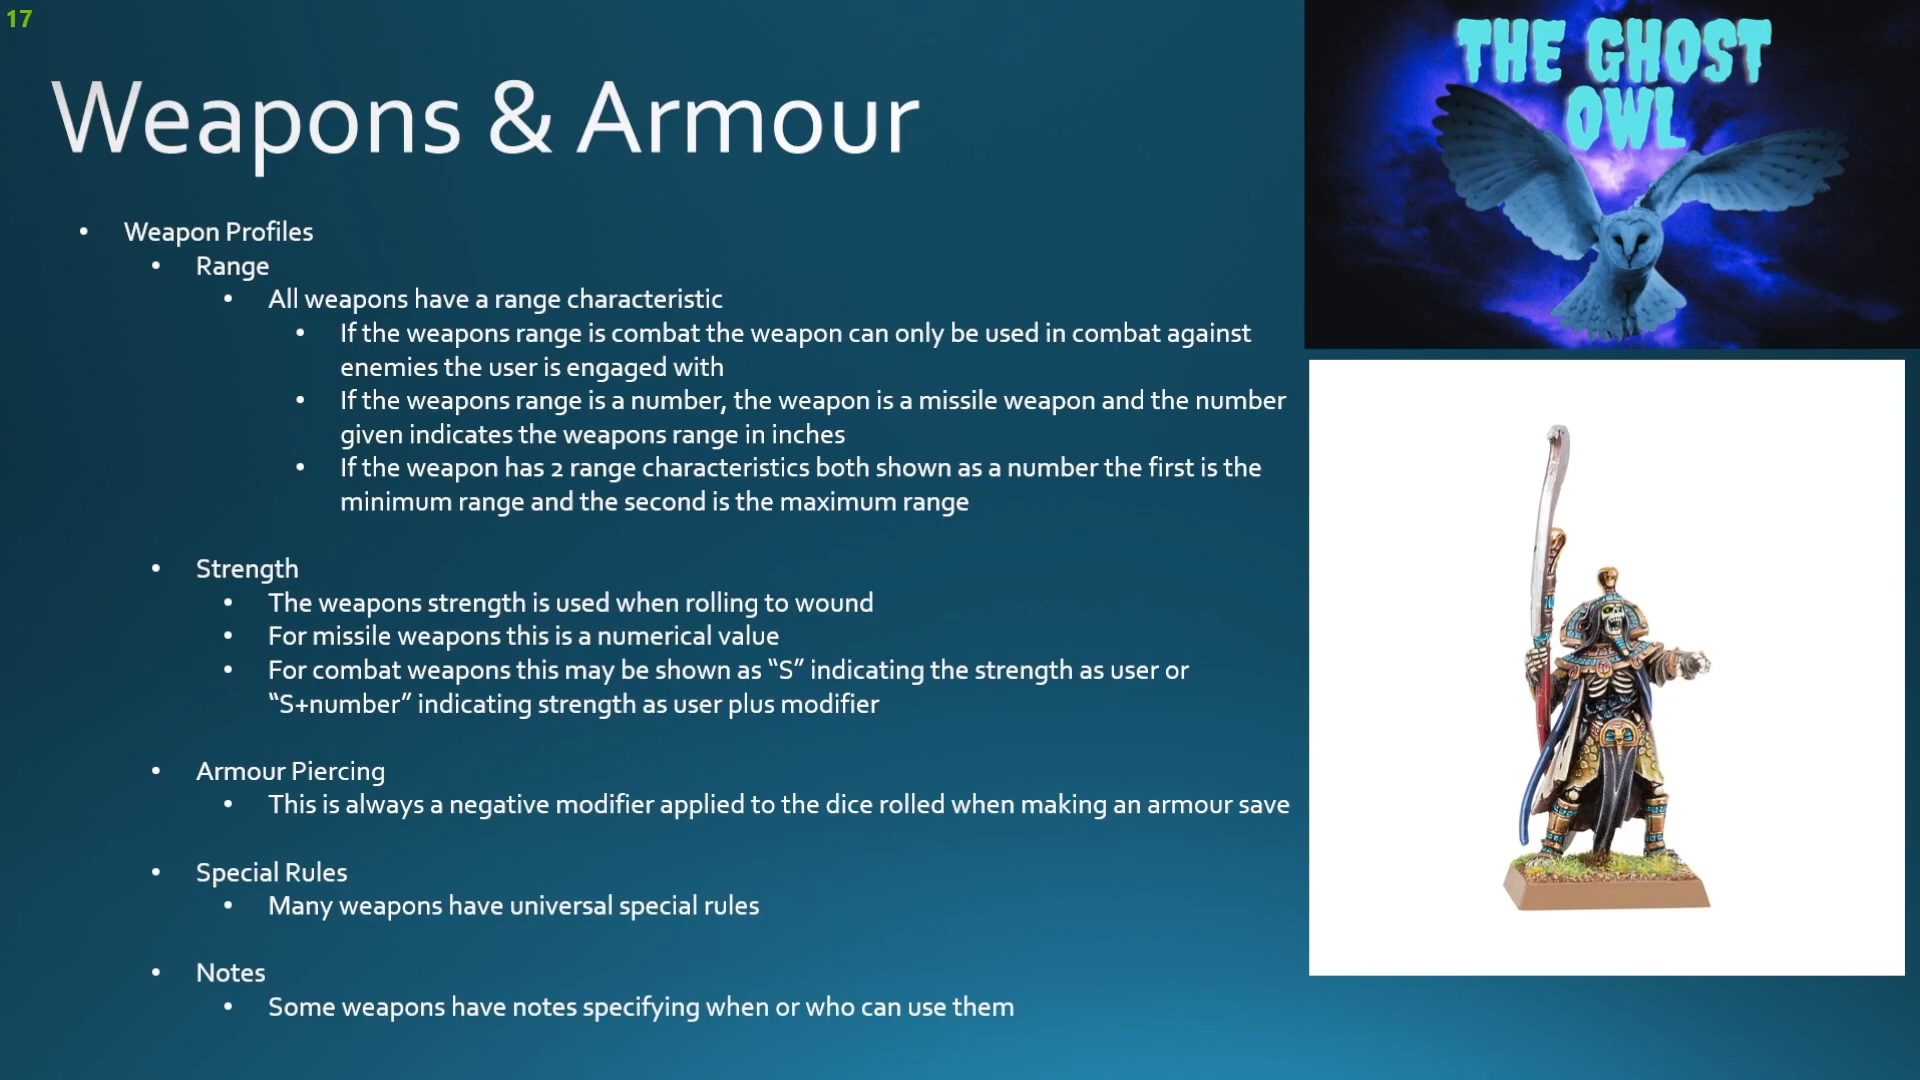 17
THE GHOST
OWL
Weapons & Armour
• Weapon Profiles
• Range
• All weapons have a range characteristic
• If the weapons range is combat the weapon can only be used in combat against
enemies the user is engaged with
• If the weapons range is a number, the weapon is a missile weapon and the number
given indicates the weapons range in inches
• If the weapon has 2 range characteristics both shown as a number the first is the
minimum range and the second is the maximum range
• Strength
• The weapons strength is used when rolling to wound
• For missile weapons this is a numerical value
• For combat weapons this may be shown as “S” indicating the strength as user or
“S+number” indicating strength as user plus modifier
• Armour Piercing
• This is always a negative modifier applied to the dice rolled when making an armour save
• Special Rules
• Many weapons have universal special rules
• Notes
• Some weapons have notes specifying when or who can use them